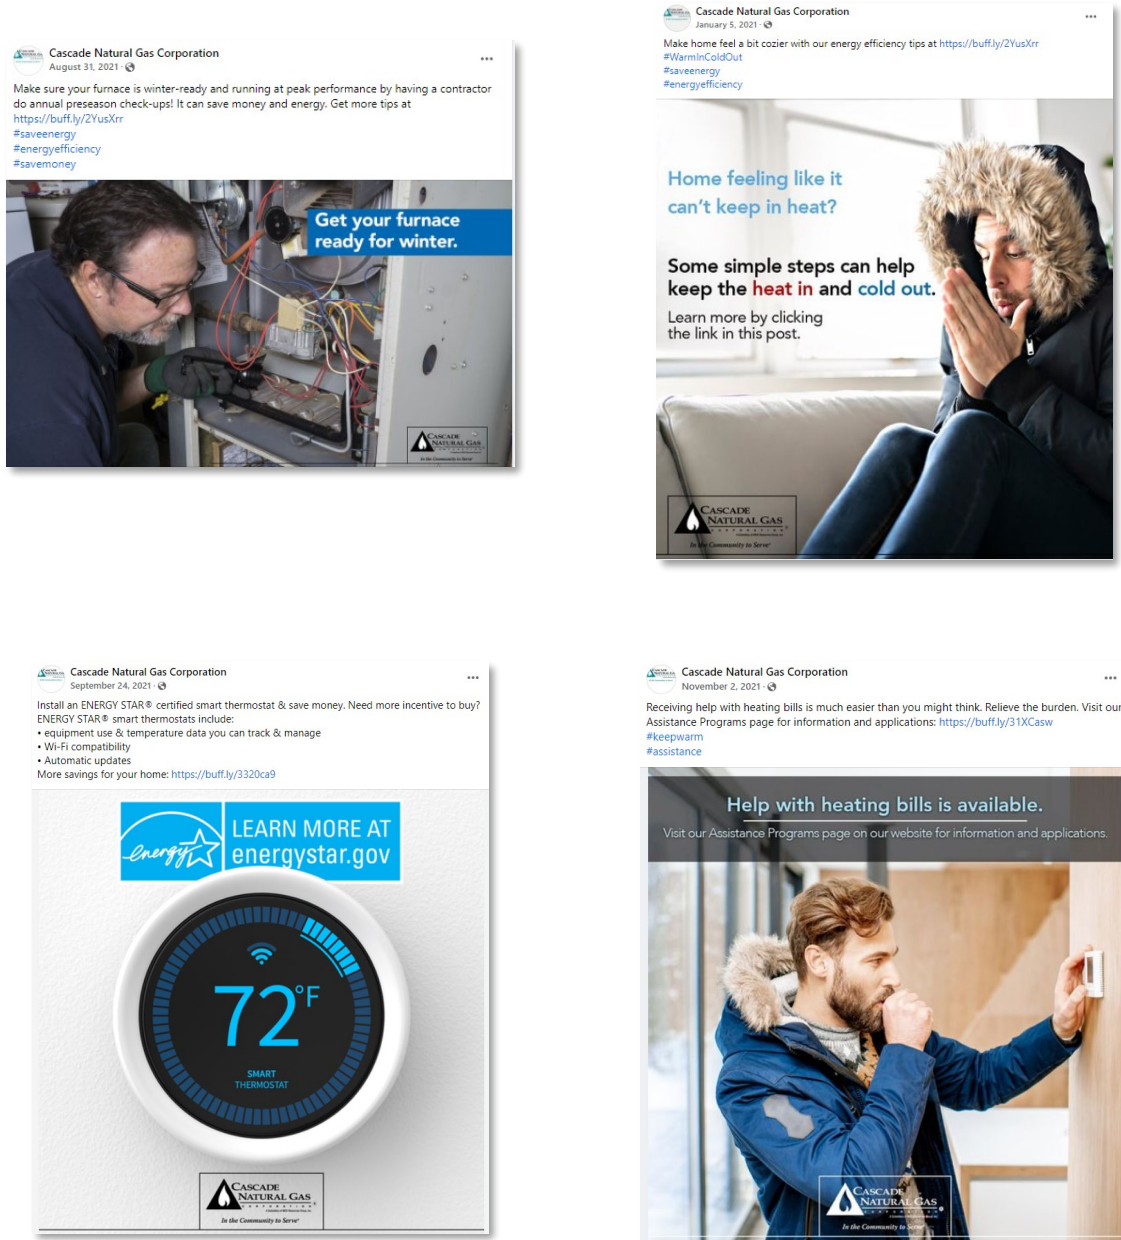 Cascade Natural Gas Corporation
August 31, 2021 ·
Make sure your furnace is winter-ready and running at peak performance by having a contractor
do annual preseason check-ups! It can save money and energy. Get more tips at
https://buff.ly/2YusXrr
#saveenergy
#energyefficiency
#savemoney
Get your furnace
ready for winter.
CASCADE
NATURAL GAS
CORPORATION
In the Community to Serve®
Cascade Natural Gas Corporation
January 5, 2021 ·
Make home feel a bit cozier with our energy efficiency tips at https://buff.ly/2YusXrr
#WarmInColdOut
#saveenergy
#energyefficiency
Home feeling like it
can't keep in heat?
Some simple steps can help
keep the heat in and cold out.
Learn more by clicking
the link in this post.
CASCADE
NATURAL GAS
CORPORATION
In the Community to Serve®
Cascade Natural Gas Corporation
September 24, 2021 ·
Install an ENERGY STAR® certified smart thermostat & save money. Need more incentive to buy?
ENERGY STAR® smart thermostats include:
• equipment use & temperature data you can track & manage
• Wi-Fi compatibility
• Automatic updates
More savings for your home: https://buff.ly/3320ca9
energy
LEARN MORE AT
energystar.gov
72°F
SMART
THERMOSTAT
CASCADE
NATURAL GAS
CORPORATION
In the Community to Serve®
Cascade Natural Gas Corporation
November 2, 2021 ·
Receiving help with heating bills is much easier than you might think. Relieve the burden. Visit our
Assistance Programs page for information and applications: https://buff.ly/31XCasw
#keepwarm
#assistance
Help with heating bills is available.
Visit our Assistance Programs page on our website for information and applications.
CASCADE
NATURAL GAS
CORPORATION
In the Community to Serve®